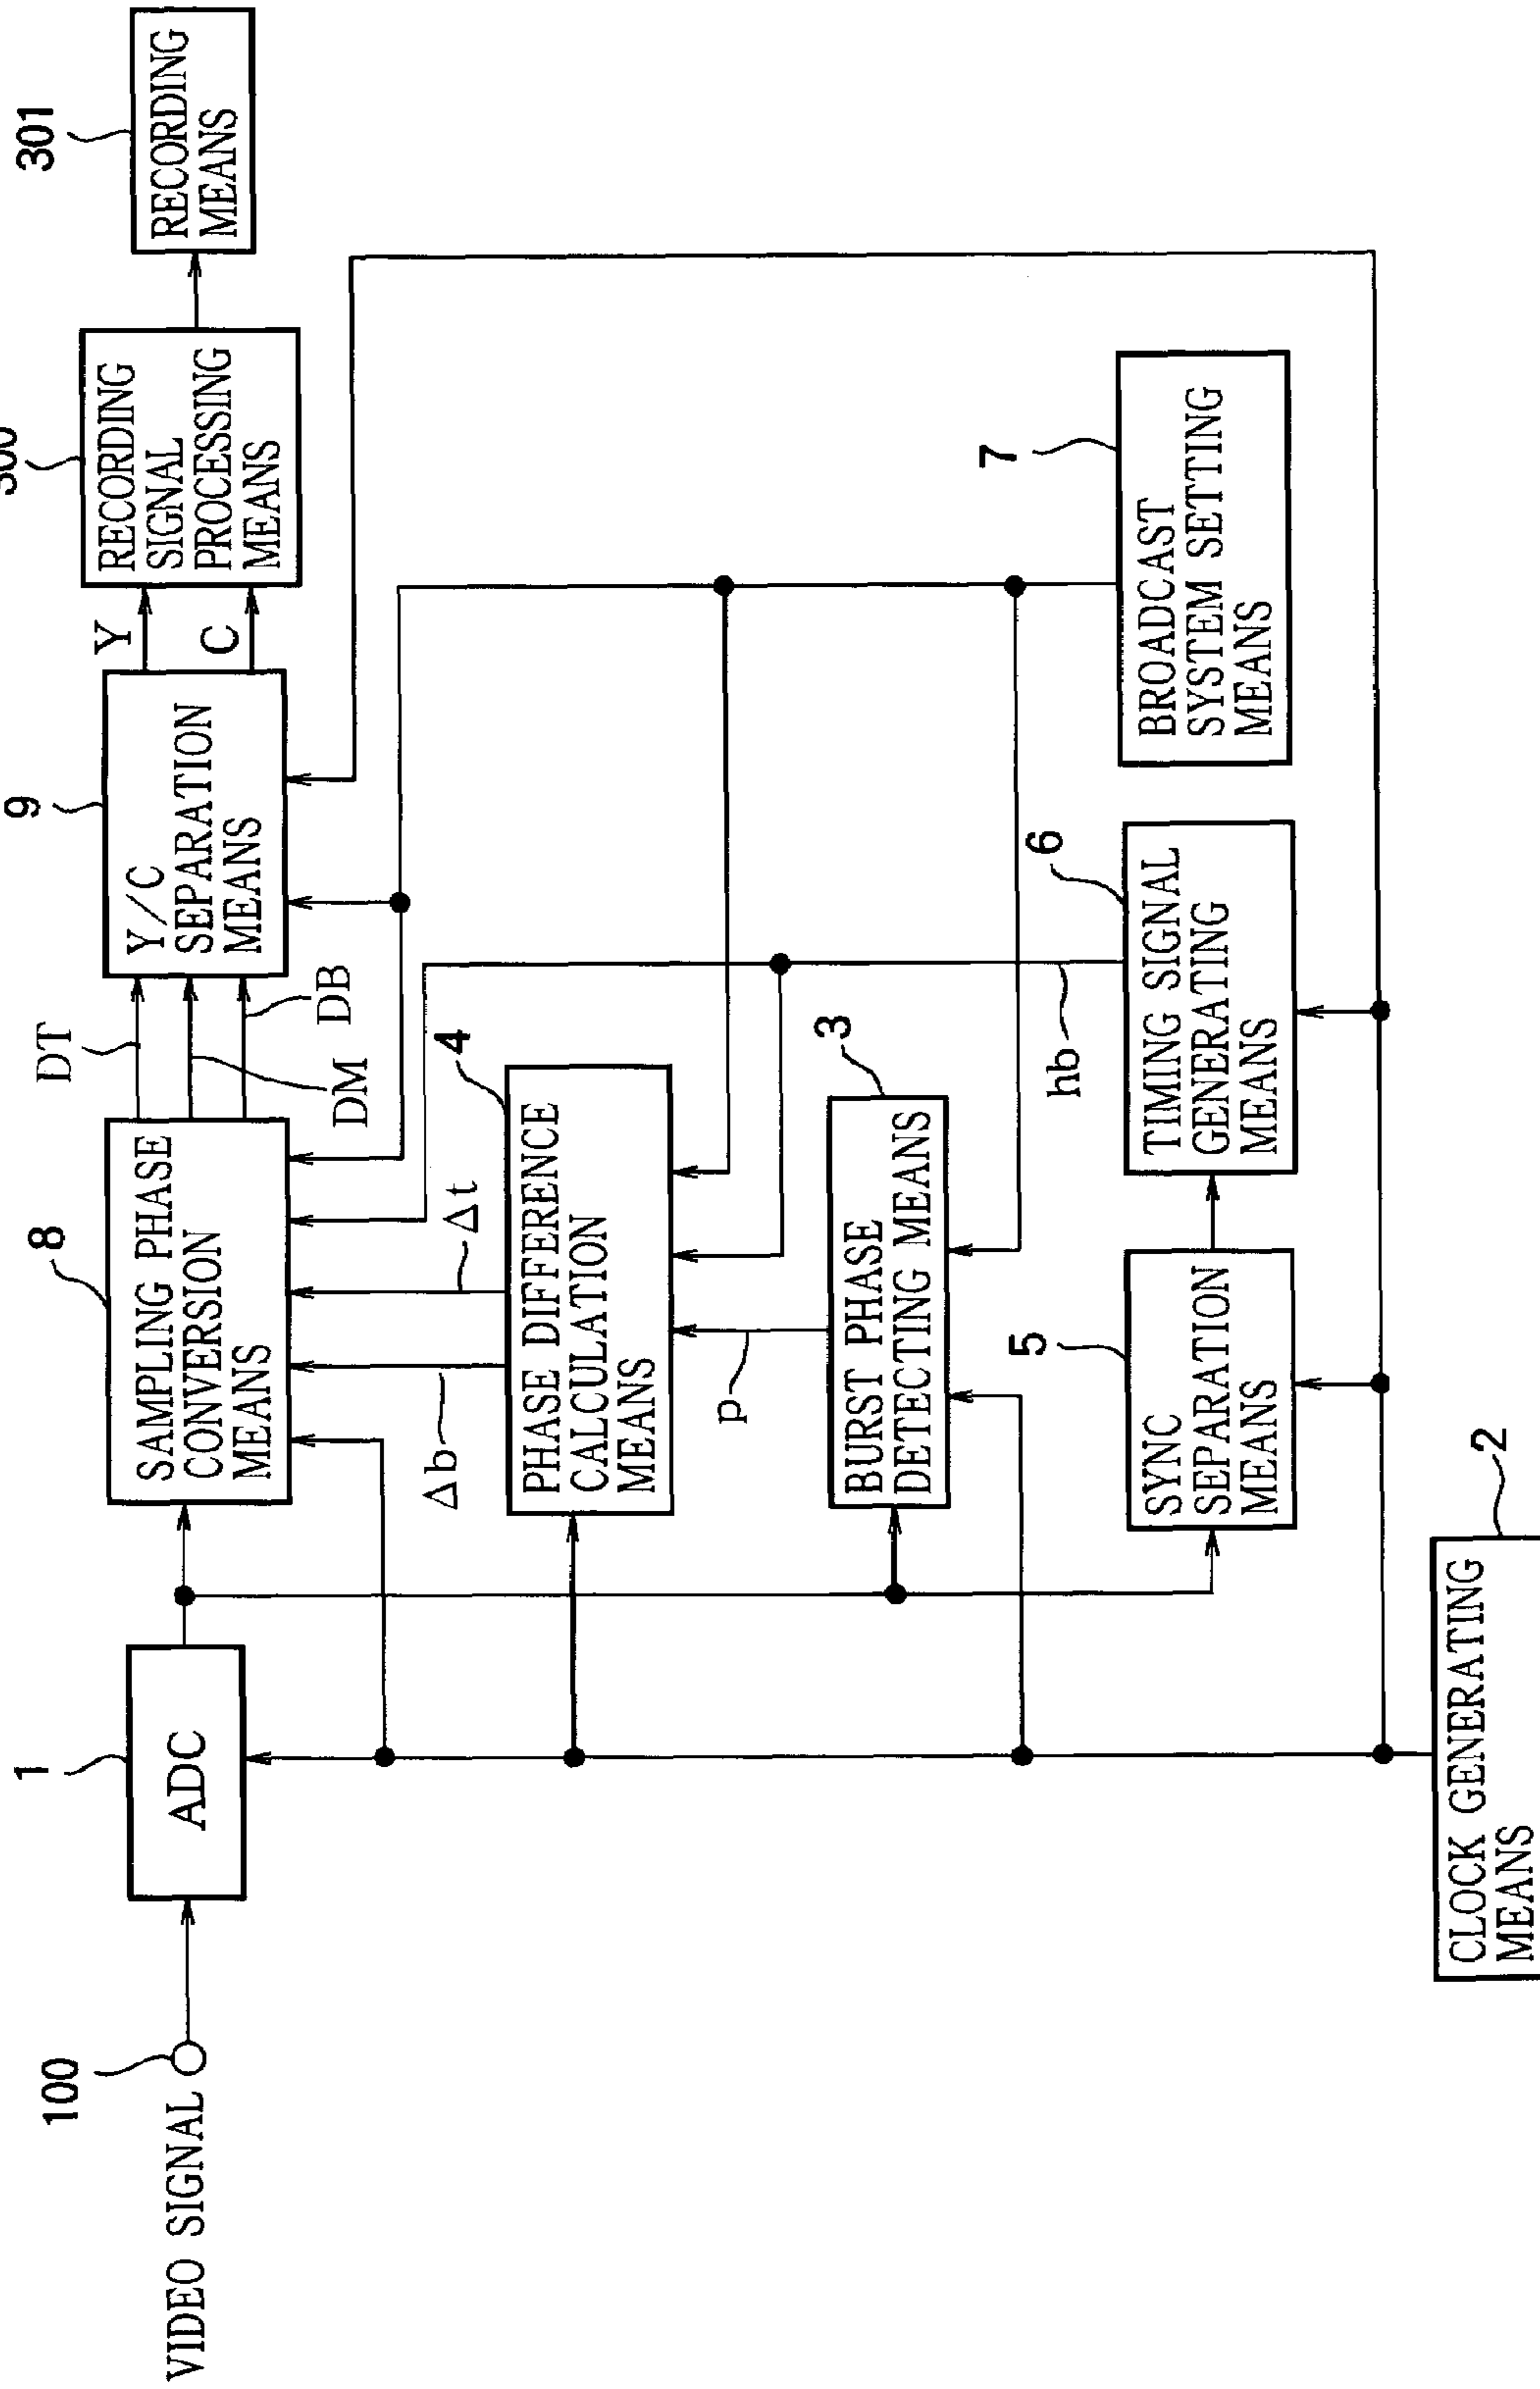 VIDEO SIGNAL
100
1
ADC
8
SAMPLING PHASE
CONVERSION
MEANS
DT
DM
DB
9
Y/C
SEPARATION
MEANS
Y
C
RECORDING
SIGNAL
PROCESSING
MEANS
301
RECORDING
MEANS
Δb
Δt
4
PHASE DIFFERENCE
CALCULATION
MEANS
p
3
BURST PHASE
DETECTING MEANS
hb
5
SYNC
SEPARATION
MEANS
6
TIMING SIGNAL
GENERATING
MEANS
7
BROADCAST
SYSTEM SETTING
MEANS
2
CLOCK GENERATING
MEANS